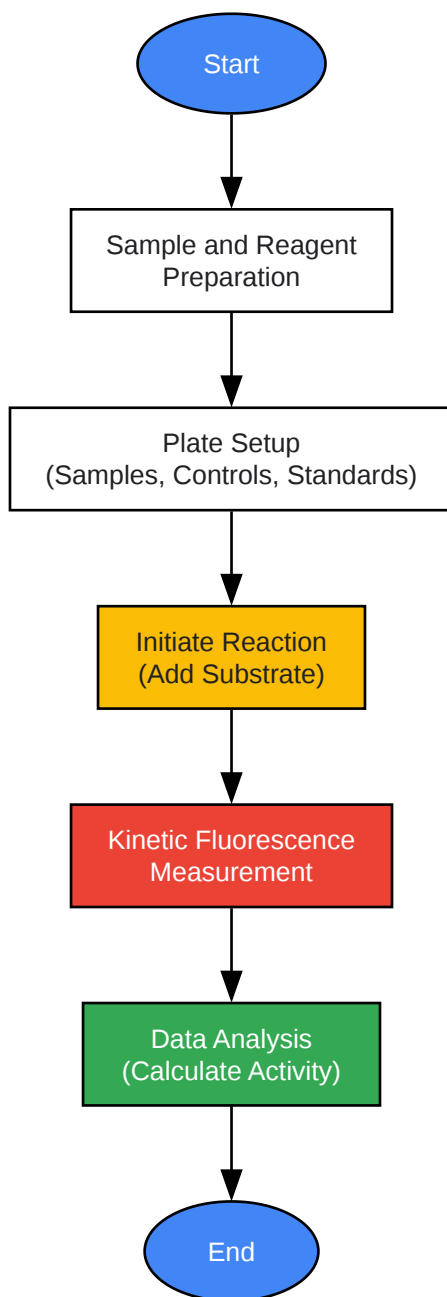 Start
Sample and Reagent
Preparation
Plate Setup
(Samples, Controls, Standards)
Initiate Reaction
(Add Substrate)
Kinetic Fluorescence
Measurement
Data Analysis
(Calculate Activity)
End